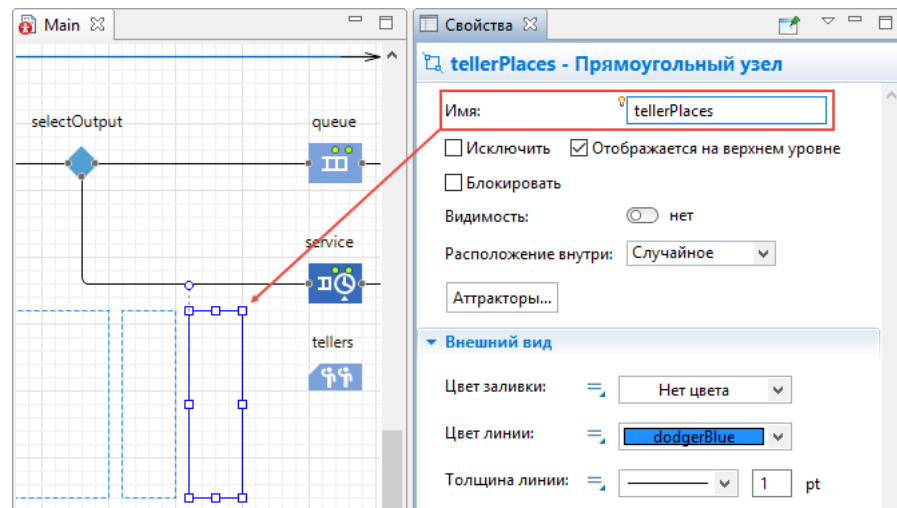 Main
selectOutput
queue
service
tellers
Свойства
tellerPlaces - Прямоугольный узел
Имя: tellerPlaces
Исключить Отображается на верхнем уровне
Блокировать
Видимость: нет
Расположение внутри: Случайное
Аттракторы...
Внешний вид
Цвет заливки: Нет цвета
Цвет линии: dodgerBlue
Толщина линии: 1 pt